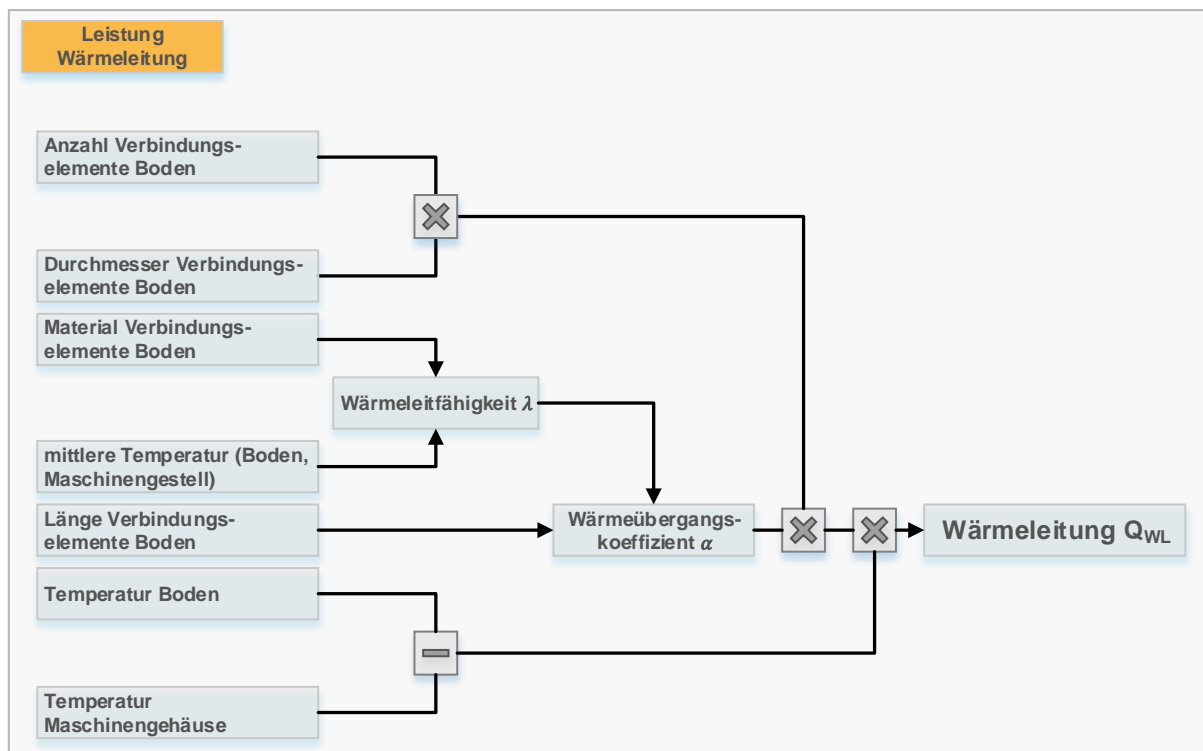 Leistung
Wärmeleitung
Anzahl Verbindungs-
elemente Boden
Durchmesser Verbindungs-
elemente Boden
Material Verbindungs-
elemente Boden
Wärmeleitfähigkeit λ
mittlere Temperatur (Boden,
Maschinengestell)
Länge Verbindungs-
elemente Boden
Wärmeübergangs-
koeffizient α
Wärmeleitung QWL
Temperatur Boden
Temperatur
Maschinengehäuse